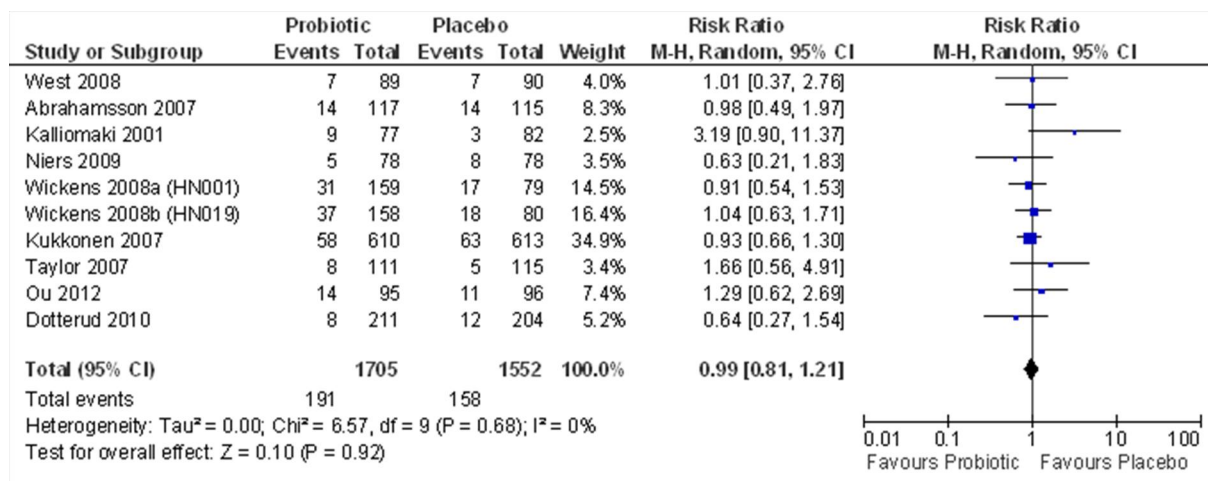 Probiotic Placebo Risk Ratio Risk Ratio
Study or Subgroup Events Total Events Total Weight M-H, Random, 95% CI M-H, Random, 95% CI
West 2008 7 89 7 90 4.0% 1.01 [0.37, 2.76]
Abrahamsson 2007 14 117 14 115 8.3% 0.98 [0.49, 1.97]
Kalliomaki 2001 9 77 3 82 2.5% 3.19 [0.90, 11.37]
Niers 2009 5 78 8 78 3.5% 0.63 [0.21, 1.83]
Wickens 2008a (HN001) 31 159 17 79 14.5% 0.91 [0.54, 1.53]
Wickens 2008b (HN019) 37 158 18 80 16.4% 1.04 [0.63, 1.71]
Kukkonen 2007 58 610 63 613 34.9% 0.93 [0.66, 1.30]
Taylor 2007 8 111 5 115 3.4% 1.66 [0.56, 4.91]
Ou 2012 14 95 11 96 7.4% 1.29 [0.62, 2.69]
Dotterud 2010 8 211 12 204 5.2% 0.64 [0.27, 1.54]
Total (95% CI) 1705 1552 100.0% 0.99 [0.81, 1.21]
Total events 191 158
Heterogeneity: Tau² = 0.00; Chi² = 6.57, df = 9 (P = 0.68); I² = 0%
Test for overall effect: Z = 0.10 (P = 0.92)
0.01 0.1 1 10 100
Favours Probiotic Favours Placebo